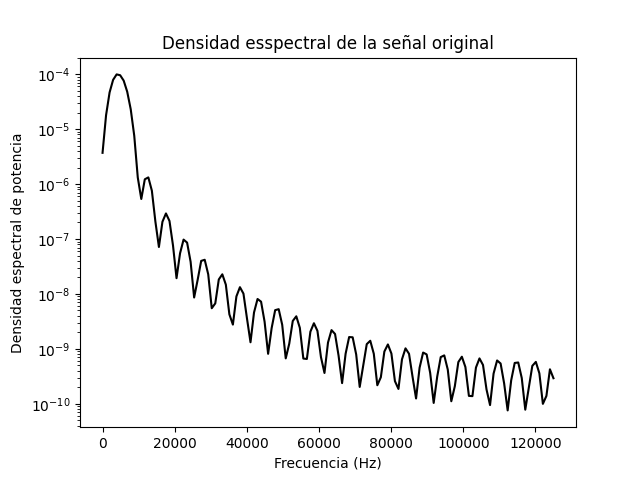 Densidad esspectral de la señal original
Densidad espectral de potencia
10⁻⁴
10⁻⁵
10⁻⁶
10⁻⁷
10⁻⁸
10⁻⁹
10⁻¹⁰
0 20000 40000 60000 80000 100000 120000
Frecuencia (Hz)